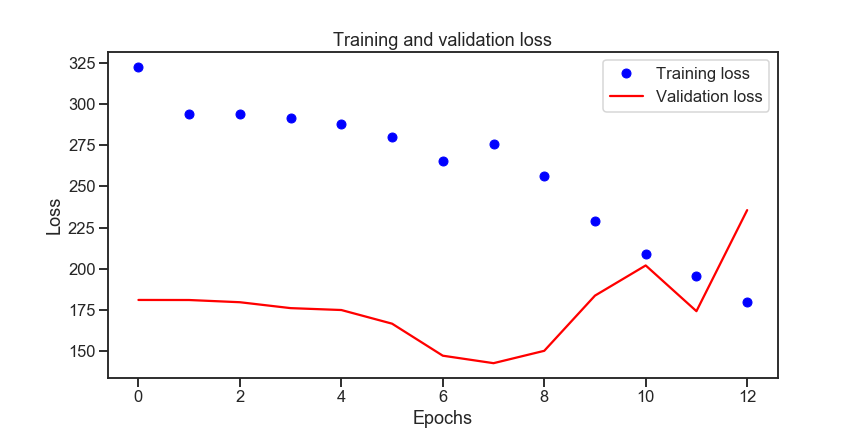 Training and validation loss
Training loss
Validation loss
Loss
325
300
275
250
225
200
175
150
0 2 4 6 8 10 12
Epochs